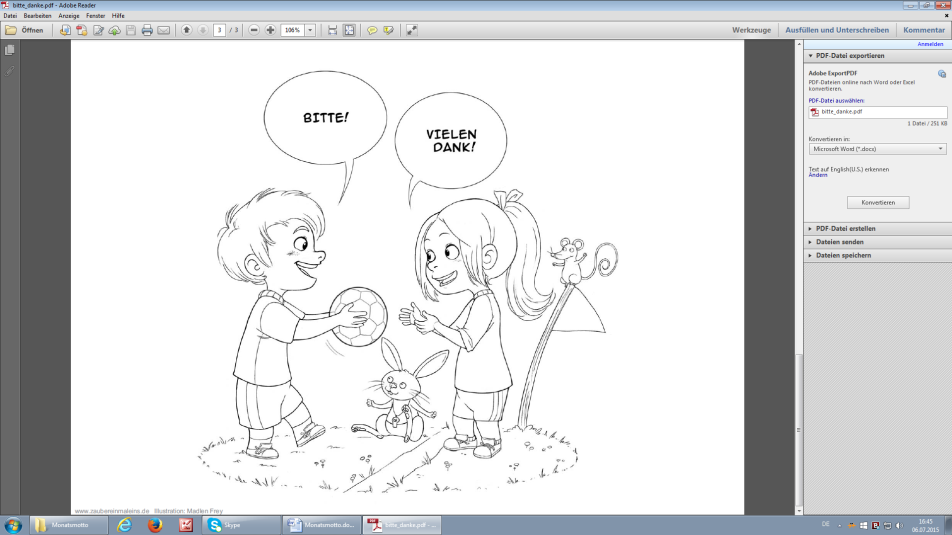 bitte_danke.pdf - Adobe Reader
Datei Bearbeiten Anzeige Fenster Hilfe
Öffnen
3 / 3
106%
Werkzeuge Ausfüllen und Unterschreiben Kommentar
Anmelden
BITTE!
VIELEN
DANK!
www.zaubereinmaleins.de Illustration: Madlen Frey
PDF-Datei exportieren
Adobe ExportPDF
PDF-Dateien online nach Word oder Excel
konvertieren.
PDF-Datei auswählen:
bitte_danke.pdf
1 Datei / 251 KB
Konvertieren in:
Microsoft Word (*.docx)
Text auf English(U.S.) erkennen
Ändern
Konvertieren
PDF-Datei erstellen
Dateien senden
Dateien speichern
Monatsmotto
Skype
Monatsmotto.do...
bitte_danke.pdf - ...
DE
16:45
06.07.2015